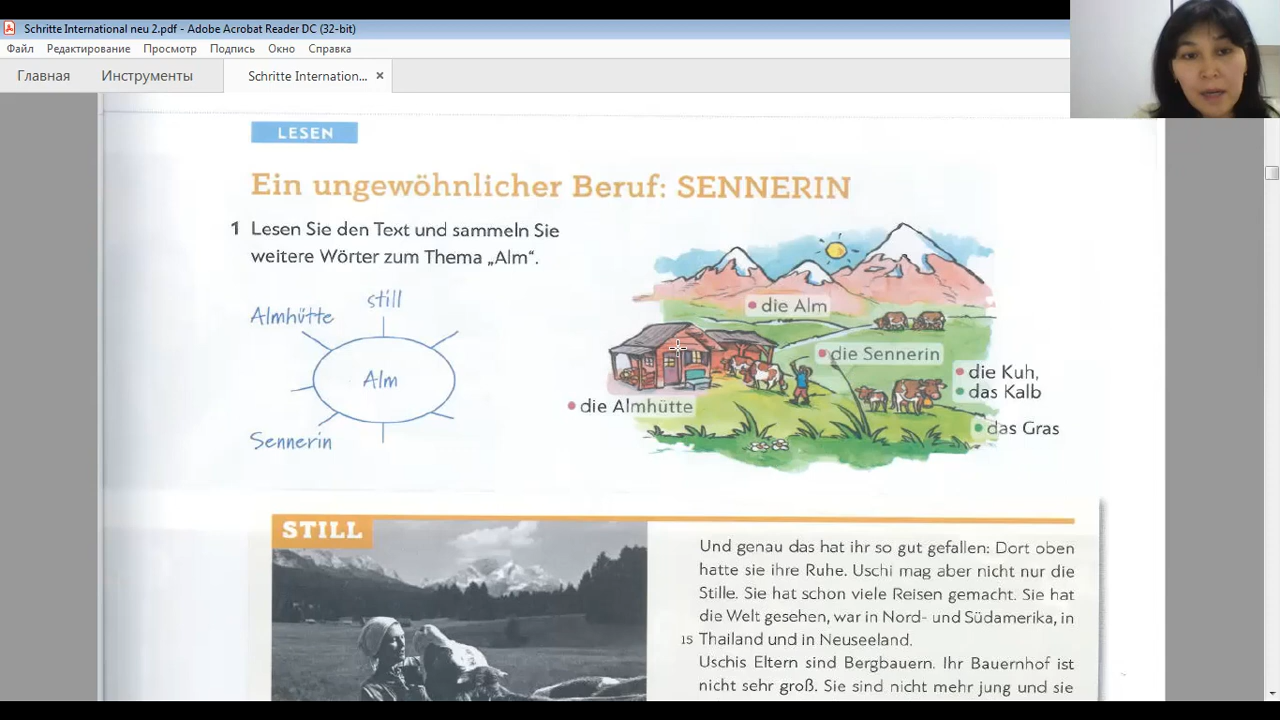 Schritte International neu 2.pdf - Adobe Acrobat Reader DC (32-bit)
Файл Редактирование Просмотр Подпись Окно Справка
Главная Инструменты Schritte Internation... ×
LESEN
Ein ungewöhnlicher Beruf: SENNERIN
1 Lesen Sie den Text und sammeln Sie
weitere Wörter zum Thema „Alm“.
still
Almhütte
Alm
Sennerin
die Alm
die Sennerin
die Kuh,
das Kalb
die Almhütte
das Gras
STILL
Und genau das hat ihr so gut gefallen: Dort oben
hatte sie ihre Ruhe. Uschi mag aber nicht nur die
Stille. Sie hat schon viele Reisen gemacht. Sie hat
die Welt gesehen, war in Nord- und Südamerika, in
15 Thailand und in Neuseeland.
Uschis Eltern sind Bergbauern. Ihr Bauernhof ist
nicht sehr groß. Sie sind nicht mehr jung und sie